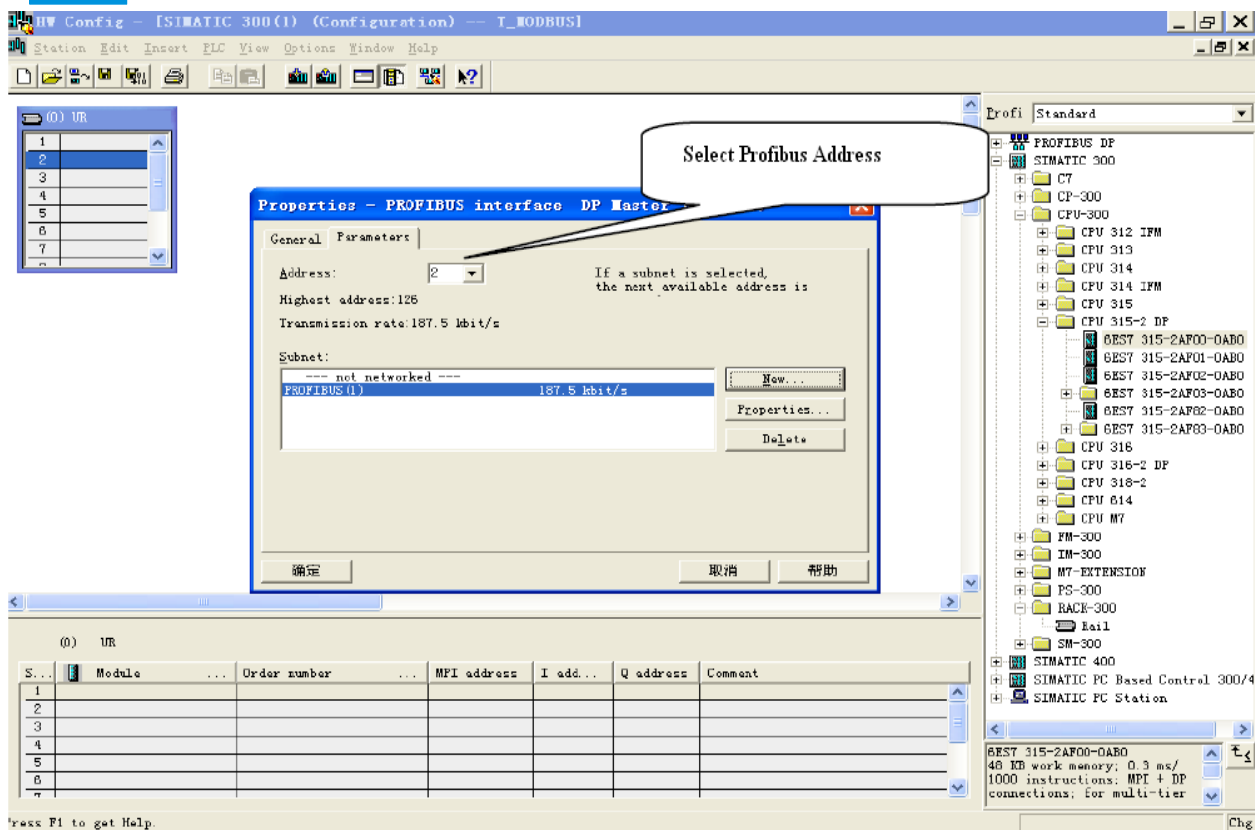 HW Config - [SIMATIC 300(1) (Configuration) -- T_MODBUS]
Station Edit Insert PLC View Options Window Help
(0) UR
1
2
3
4
5
6
7
Select Profibus Address
Properties - PROFIBUS interface DP Master
General Parameters
Address: 2
If a subnet is selected,
the next available address is
Highest address:126
Transmission rate:187.5 kbit/s
Subnet:
--- not networked ---
PROFIBUS(1) 187.5 kbit/s
New...
Properties...
Delete
确定 取消 帮助
Profi Standard
PROFIBUS DP
SIMATIC 300
C7
CP-300
CPU-300
CPU 312 IFM
CPU 313
CPU 314
CPU 314 IFM
CPU 315
CPU 315-2 DP
6ES7 315-2AF00-0AB0
6ES7 315-2AF01-0AB0
6ES7 315-2AF02-0AB0
6ES7 315-2AF03-0AB0
6ES7 315-2AF82-0AB0
6ES7 315-2AF83-0AB0
CPU 316
CPU 316-2 DP
CPU 318-2
CPU 614
CPU M7
FM-300
IM-300
M7-EXTENSION
PS-300
RACK-300
Rail
SM-300
SIMATIC 400
SIMATIC PC Based Control 300/4
SIMATIC PC Station
6ES7 315-2AF00-0AB0
48 KB work memory; 0.3 ms/
1000 instructions; MPI + DP
connections; for multi-tier
(0) UR
S... Module ... Order number ... MPI address I add... Q address Comment
1
2
3
4
5
6
7
Press F1 to get Help.
Chg